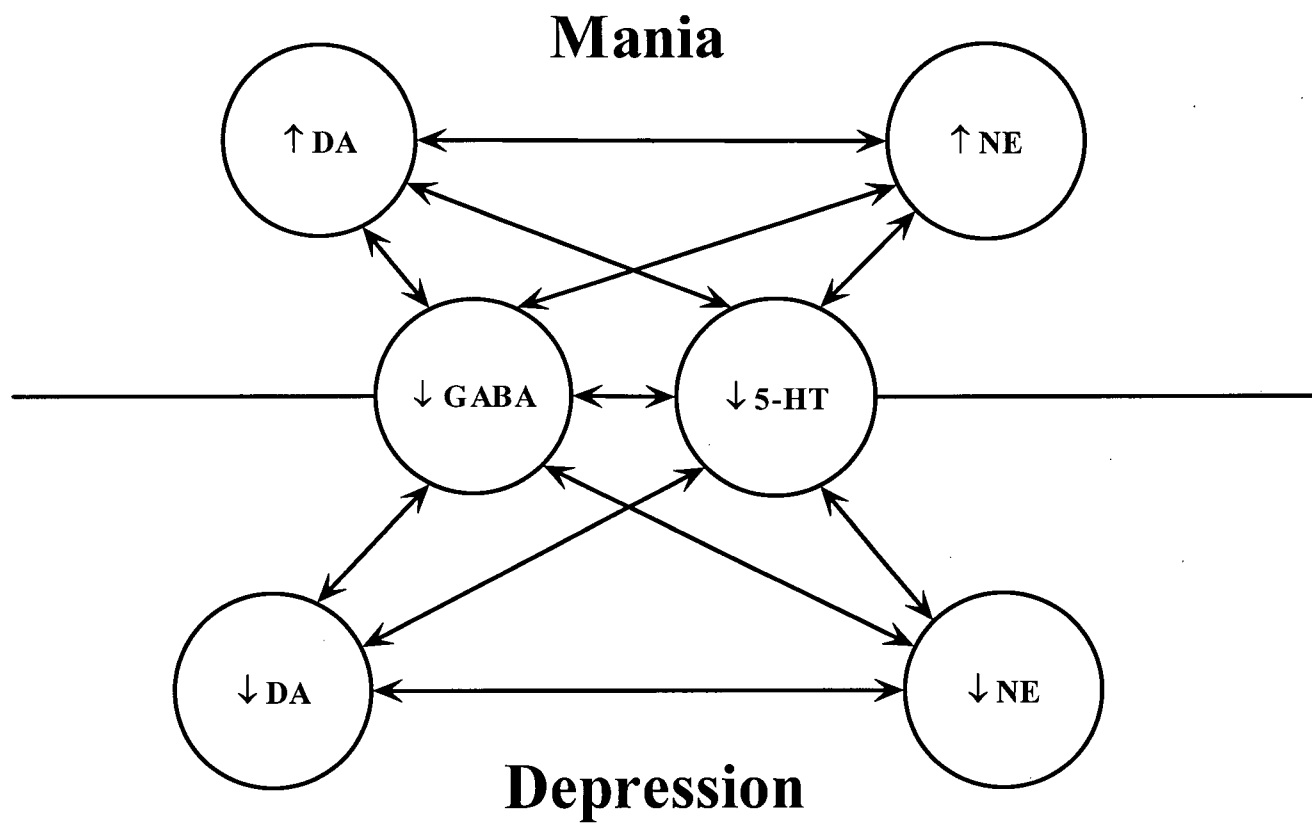 Mania
↑ DA
↑ NE
↓ GABA
↓ 5-HT
↓ DA
↓ NE
Depression